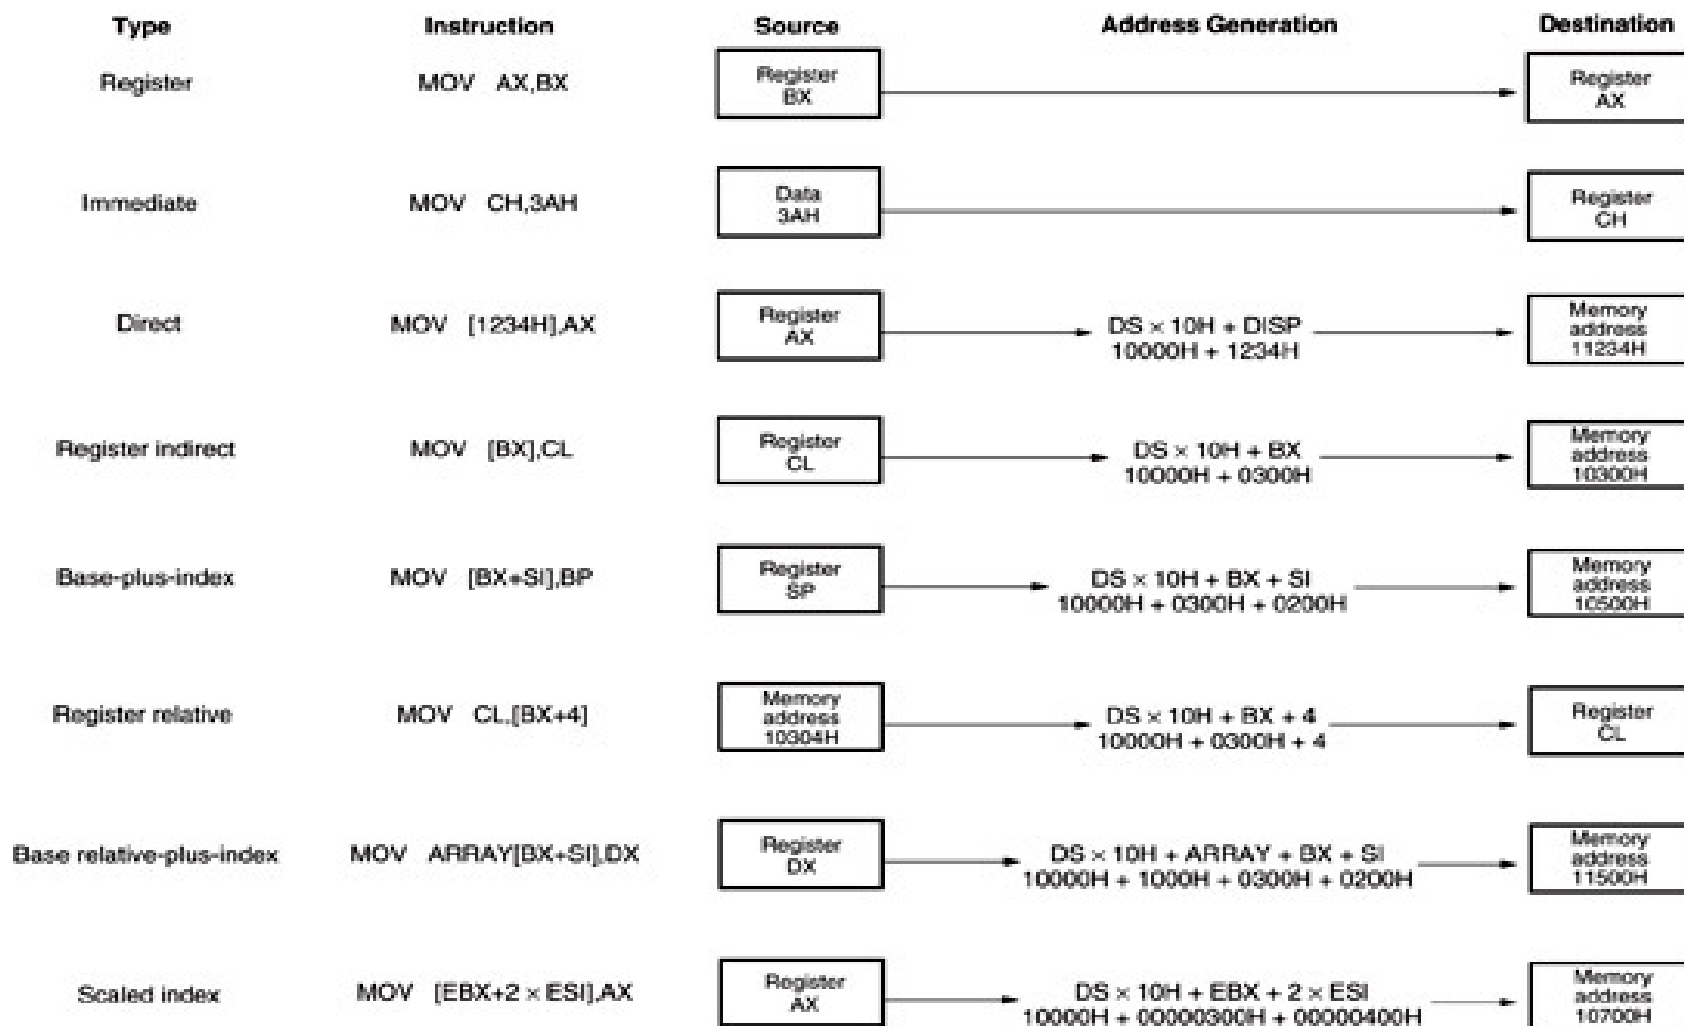 Type Instruction Source Address Generation Destination
Register MOV AX,BX Register BX Register AX
Immediate MOV CH,3AH Data 3AH Register CH
Direct MOV [1234H],AX Register AX DS × 10H + DISP 10000H + 1234H Memory address 11234H
Register indirect MOV [BX],CL Register CL DS × 10H + BX 10000H + 0300H Memory address 10300H
Base-plus-index MOV [BX+SI],BP Register SP DS × 10H + BX + SI 10000H + 0300H + 0200H Memory address 10500H
Register relative MOV CL,[BX+4] Memory address 10304H DS × 10H + BX + 4 10000H + 0300H + 4 Register CL
Base relative-plus-index MOV ARRAY[BX+SI],DX Register DX DS × 10H + ARRAY + BX + SI 10000H + 1000H + 0300H + 0200H Memory address 11500H
Scaled index MOV [EBX+2 × ESI],AX Register AX DS × 10H + EBX + 2 × ESI 10000H + 00000300H + 00000400H Memory address 10700H